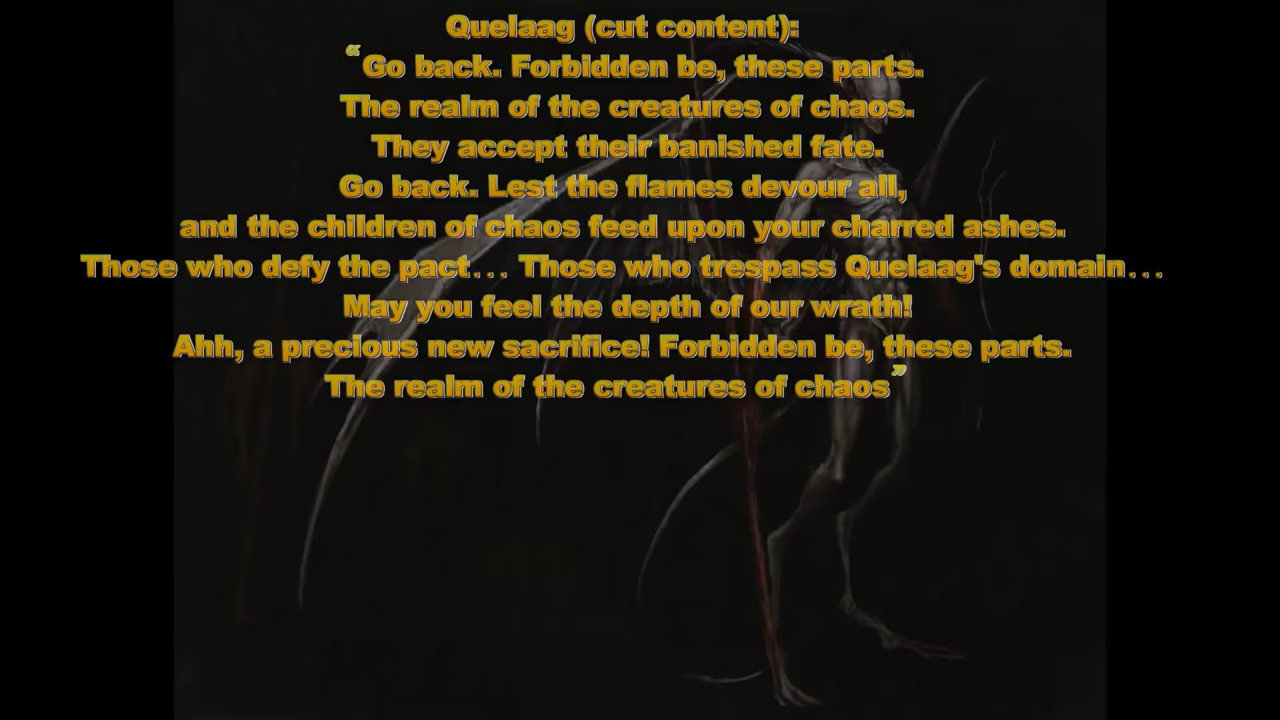 Quelaag (cut content):
“Go back. Forbidden be, these parts.
The realm of the creatures of chaos.
They accept their banished fate.
Go back. Lest the flames devour all,
and the children of chaos feed upon your charred ashes.
Those who defy the pact... Those who trespass Quelaag's domain...
May you feel the depth of our wrath!
Ahh, a precious new sacrifice! Forbidden be, these parts.
The realm of the creatures of chaos”